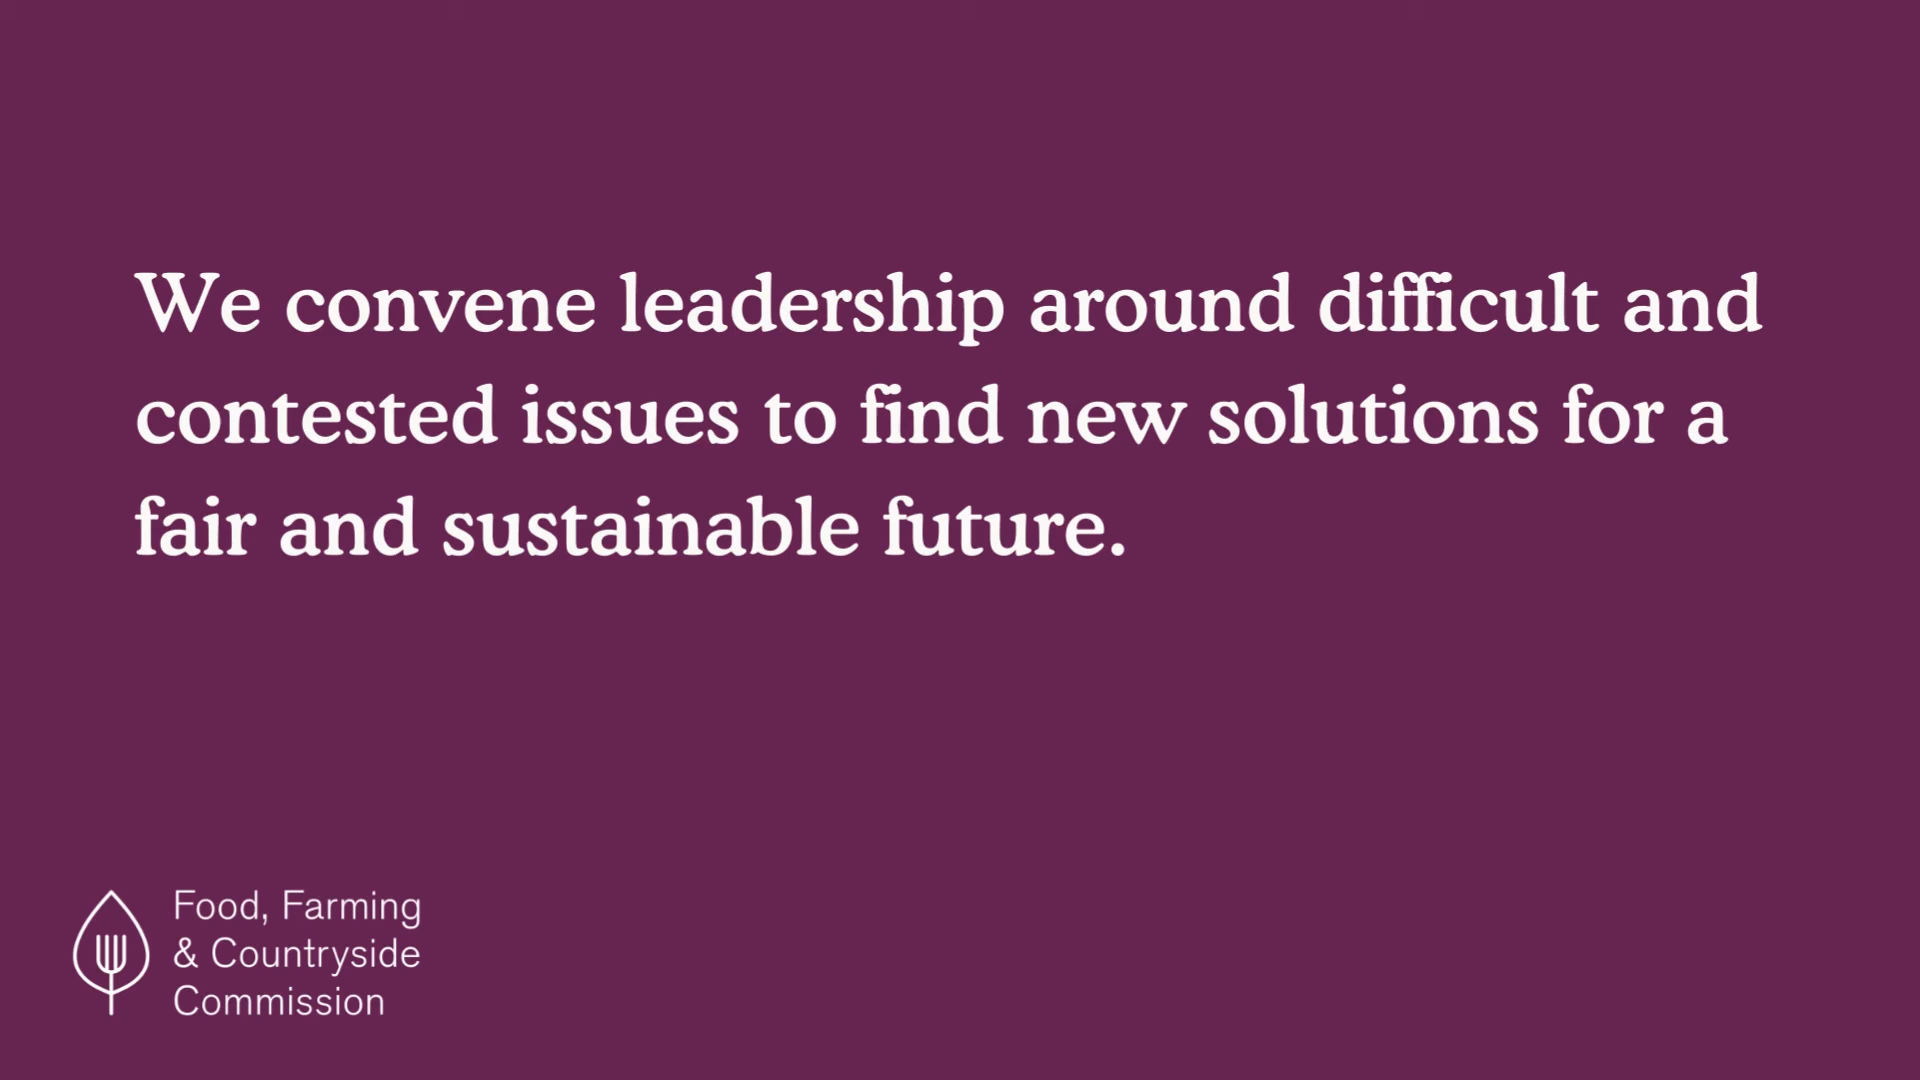 We convene leadership around difficult and
contested issues to find new solutions for a
fair and sustainable future.
Food, Farming
& Countryside
Commission